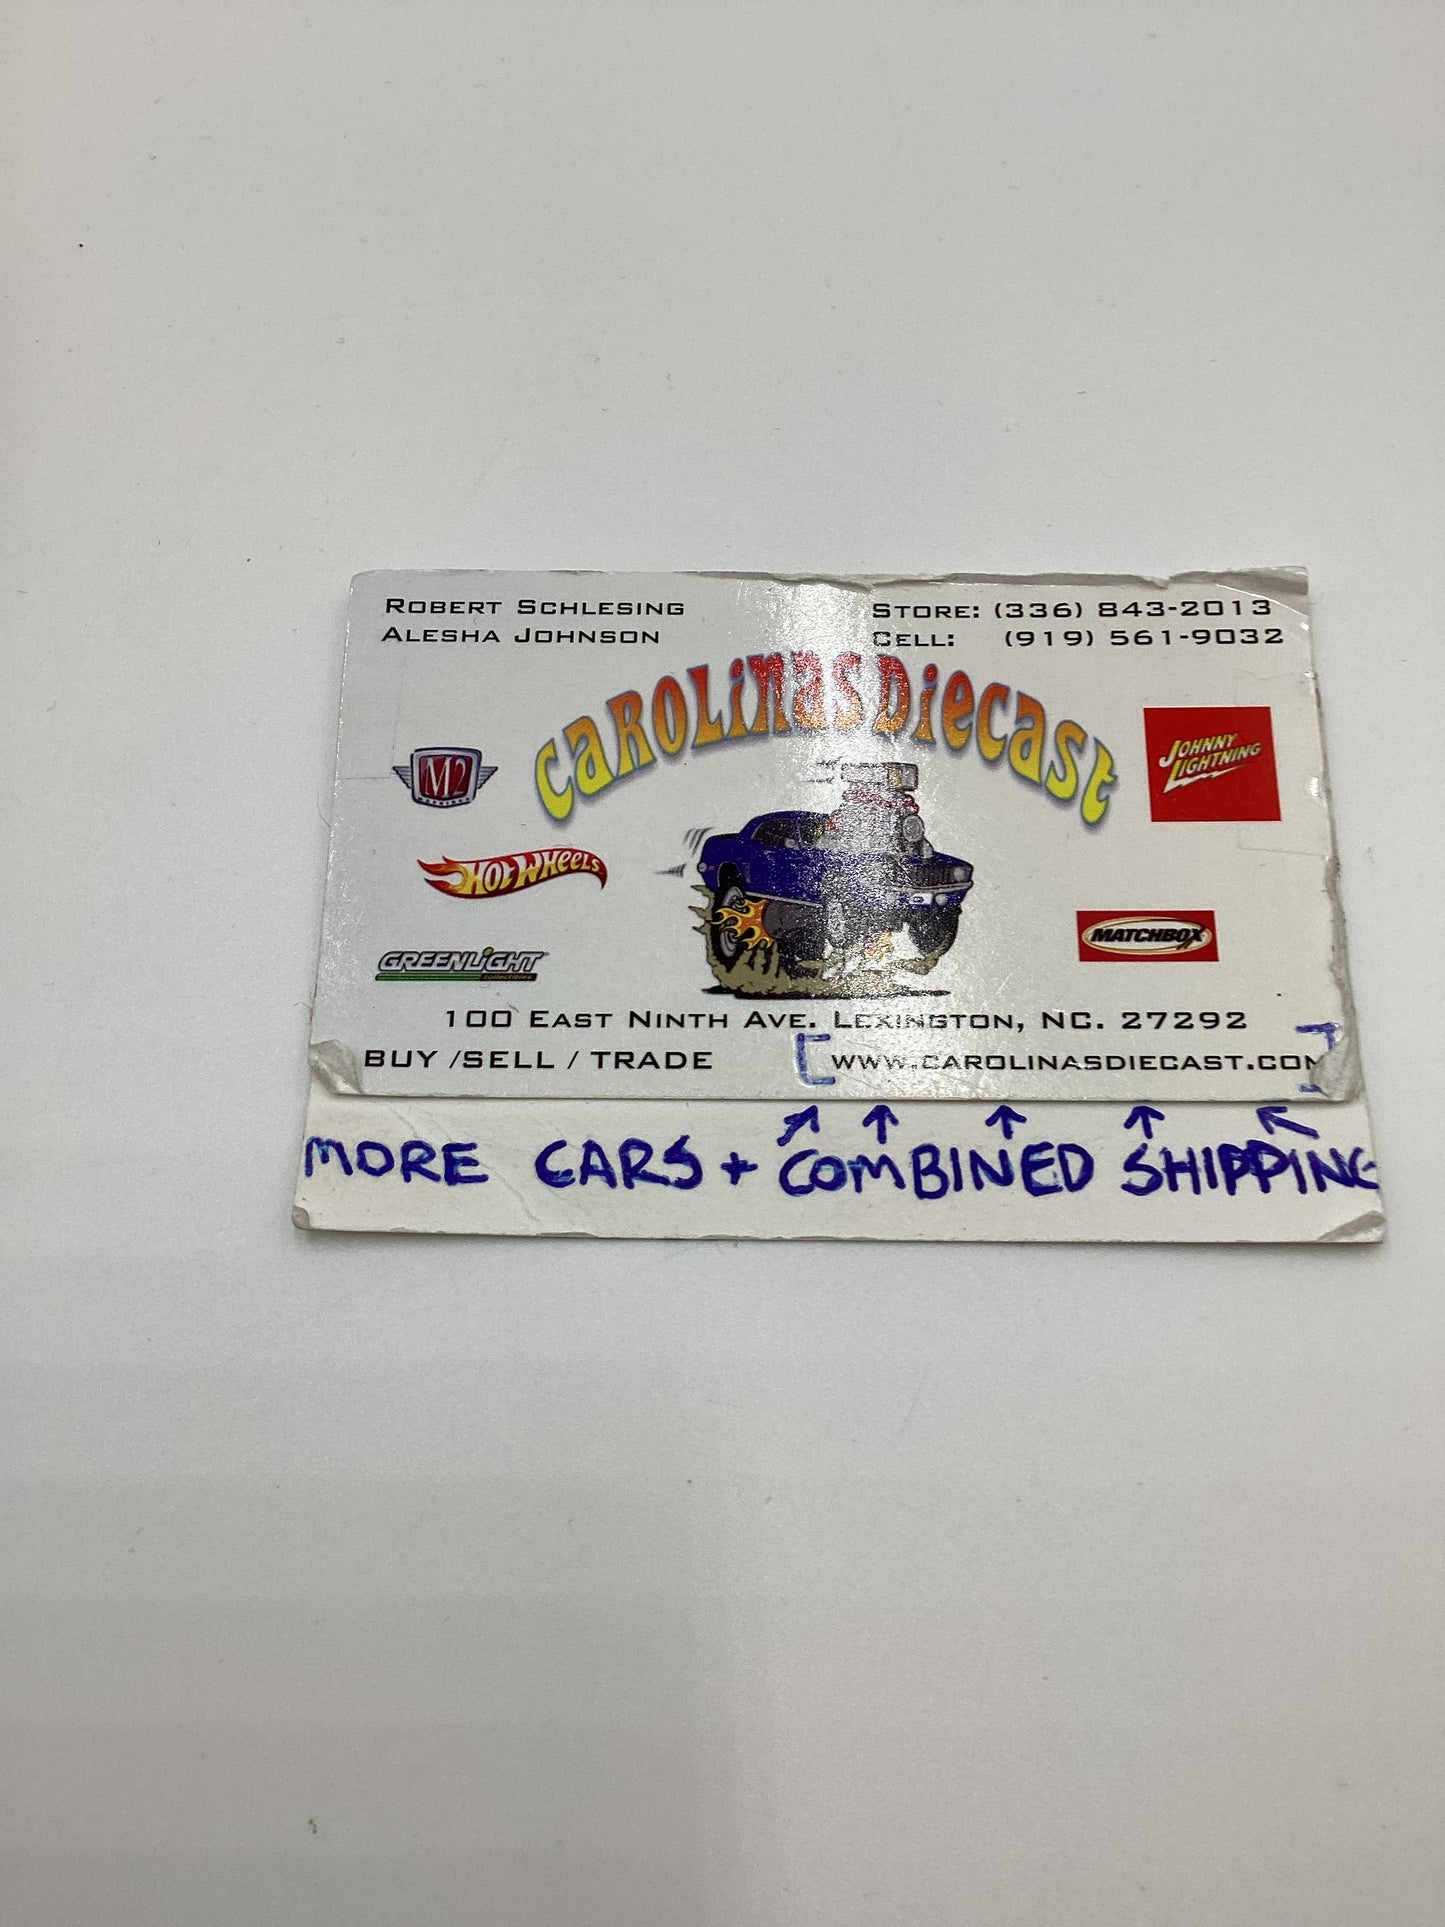 ROBERT SCHLESING
ALESHA JOHNSON
STORE: (336) 843-2013
CELL: (919) 561-9032
CAROLINAS DIECAST
M2
MACHINES
JOHNNY
LIGHTNING
HOT WHEELS
MATCHBOX
GREENLIGHT
collectibles
100 EAST NINTH AVE. LEXINGTON, NC. 27292
BUY /SELL / TRADE [ WWW.CAROLINASDIECAST.COM ]
MORE CARS + COMBINED SHIPPING